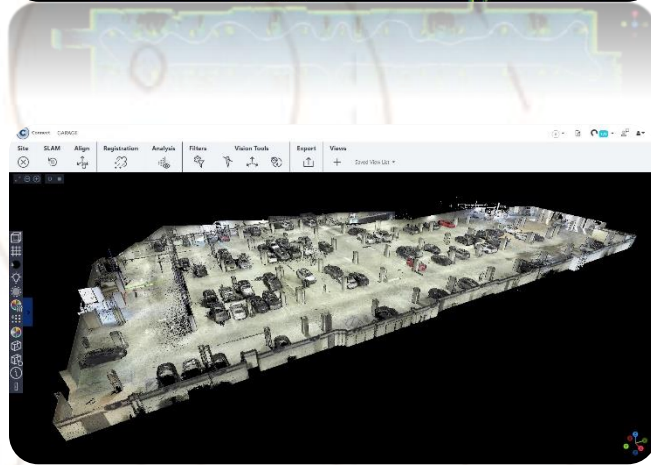 Connect GARAGE
Site SLAM Align Registration Analysis Filters Vision Tools Export Views
Saved View List